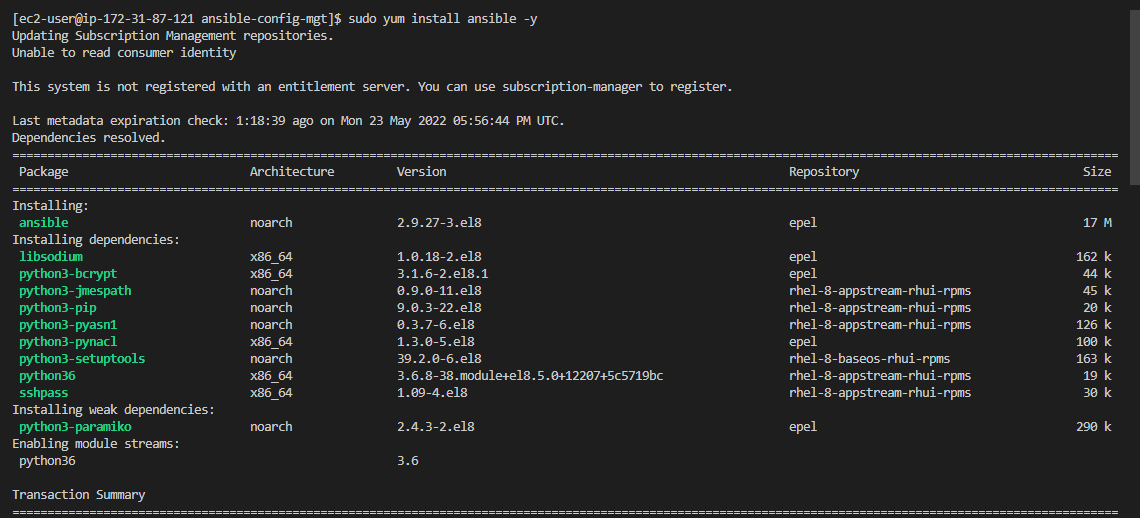 [ec2-user@ip-172-31-87-121 ansible-config-mgt]$ sudo yum install ansible -y
Updating Subscription Management repositories.
Unable to read consumer identity
This system is not registered with an entitlement server. You can use subscription-manager to register.
Last metadata expiration check: 1:18:39 ago on Mon 23 May 2022 05:56:44 PM UTC.
Dependencies resolved.
Package Architecture Version Repository Size
Installing:
ansible noarch 2.9.27-3.el8 epel 17 M
Installing dependencies:
libsodium x86_64 1.0.18-2.el8 epel 162 k
python3-bcrypt x86_64 3.1.6-2.el8.1 epel 44 k
python3-jmespath noarch 0.9.0-11.el8 rhel-8-appstream-rhui-rpms 45 k
python3-pip noarch 9.0.3-22.el8 rhel-8-appstream-rhui-rpms 20 k
python3-pyasn1 noarch 0.3.7-6.el8 rhel-8-appstream-rhui-rpms 126 k
python3-pynacl x86_64 1.3.0-5.el8 epel 100 k
python3-setuptools noarch 39.2.0-6.el8 rhel-8-baseos-rhui-rpms 163 k
python36 x86_64 3.6.8-38.module+el8.5.0+12207+5c5719bc rhel-8-appstream-rhui-rpms 19 k
sshpass x86_64 1.09-4.el8 rhel-8-appstream-rhui-rpms 30 k
Installing weak dependencies:
python3-paramiko noarch 2.4.3-2.el8 epel 290 k
Enabling module streams:
python36 3.6
Transaction Summary